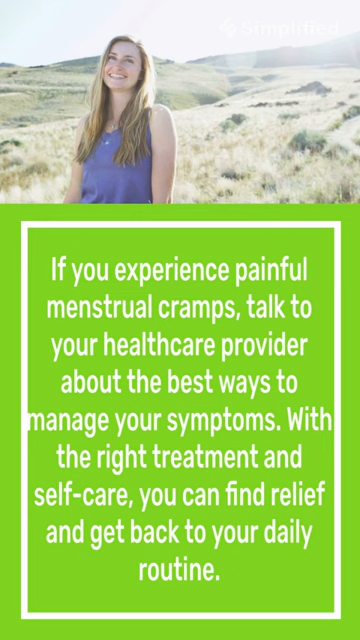 Simplified
If you experience painful
menstrual cramps, talk to
your healthcare provider
about the best ways to
manage your symptoms. With
the right treatment and
self-care, you can find relief
and get back to your daily
routine.